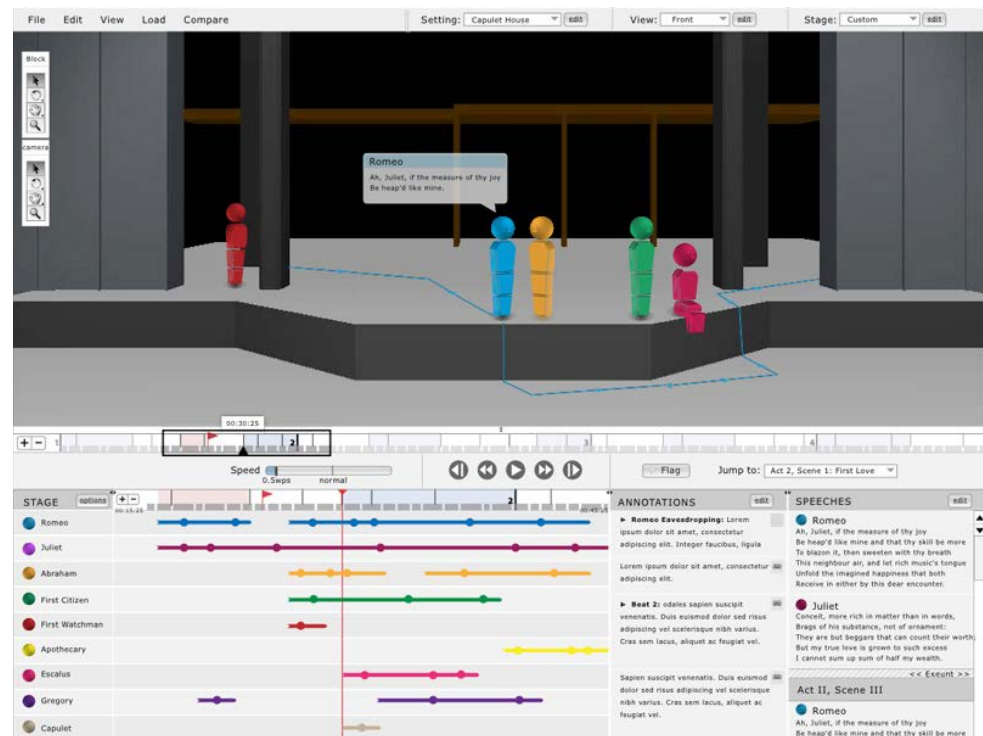 File Edit View Load Compare Setting: Capulet House edit View: Front edit Stage: Custom edit
Block
camera
Romeo
Ah, Juliet, if the measure of thy joy
Be heap'd like mine.
00:30:25
+ - 1 2 3 4
Speed 0.5wps normal Flag Jump to: Act 2, Scene 1: First Love
STAGE options + -
00:15:25 2 00:45:25
Romeo
Juliet
Abraham
First Citizen
First Watchman
Apothecary
Escalus
Gregory
Capulet
ANNOTATIONS edit
Romeo Eavesdropping: Lorem
ipsum dolor sit amet, consectetur
adipiscing elit. Integer faucibus, ligula
Lorem ipsum dolor sit amet, consectetur
adipiscing elit.
Beat 2: odales sapien suscipit
venenatis. Duis euismod dolor sed risus
adipiscing vel scelerisque nibh varius.
Cras sem lacus, aliquet ac feugiat vel.
Sapien suscipit venenatis. Duis euismod
dolor sed risus adipiscing vel scelerisque
nibh varius. Cras sem lacus, aliquet ac
feugiat vel.
SPEECHES edit
Romeo
Ah, Juliet, if the measure of thy joy
Be heap'd like mine and that thy skill be more
To blazon it, then sweeten with thy breath
This neighbour air, and let rich music's tongue
Unfold the imagined happiness that both
Receive in either by this dear encounter.
Juliet
Conceit, more rich in matter than in words,
Brags of his substance, not of ornament:
They are but beggars that can count their worth;
But my true love is grown to such excess
I cannot sum up sum of half my wealth.
<< Exeunt >>
Act II, Scene III
Romeo
Ah, Juliet, if the measure of thy joy
Be heap'd like mine and that thy skill be more